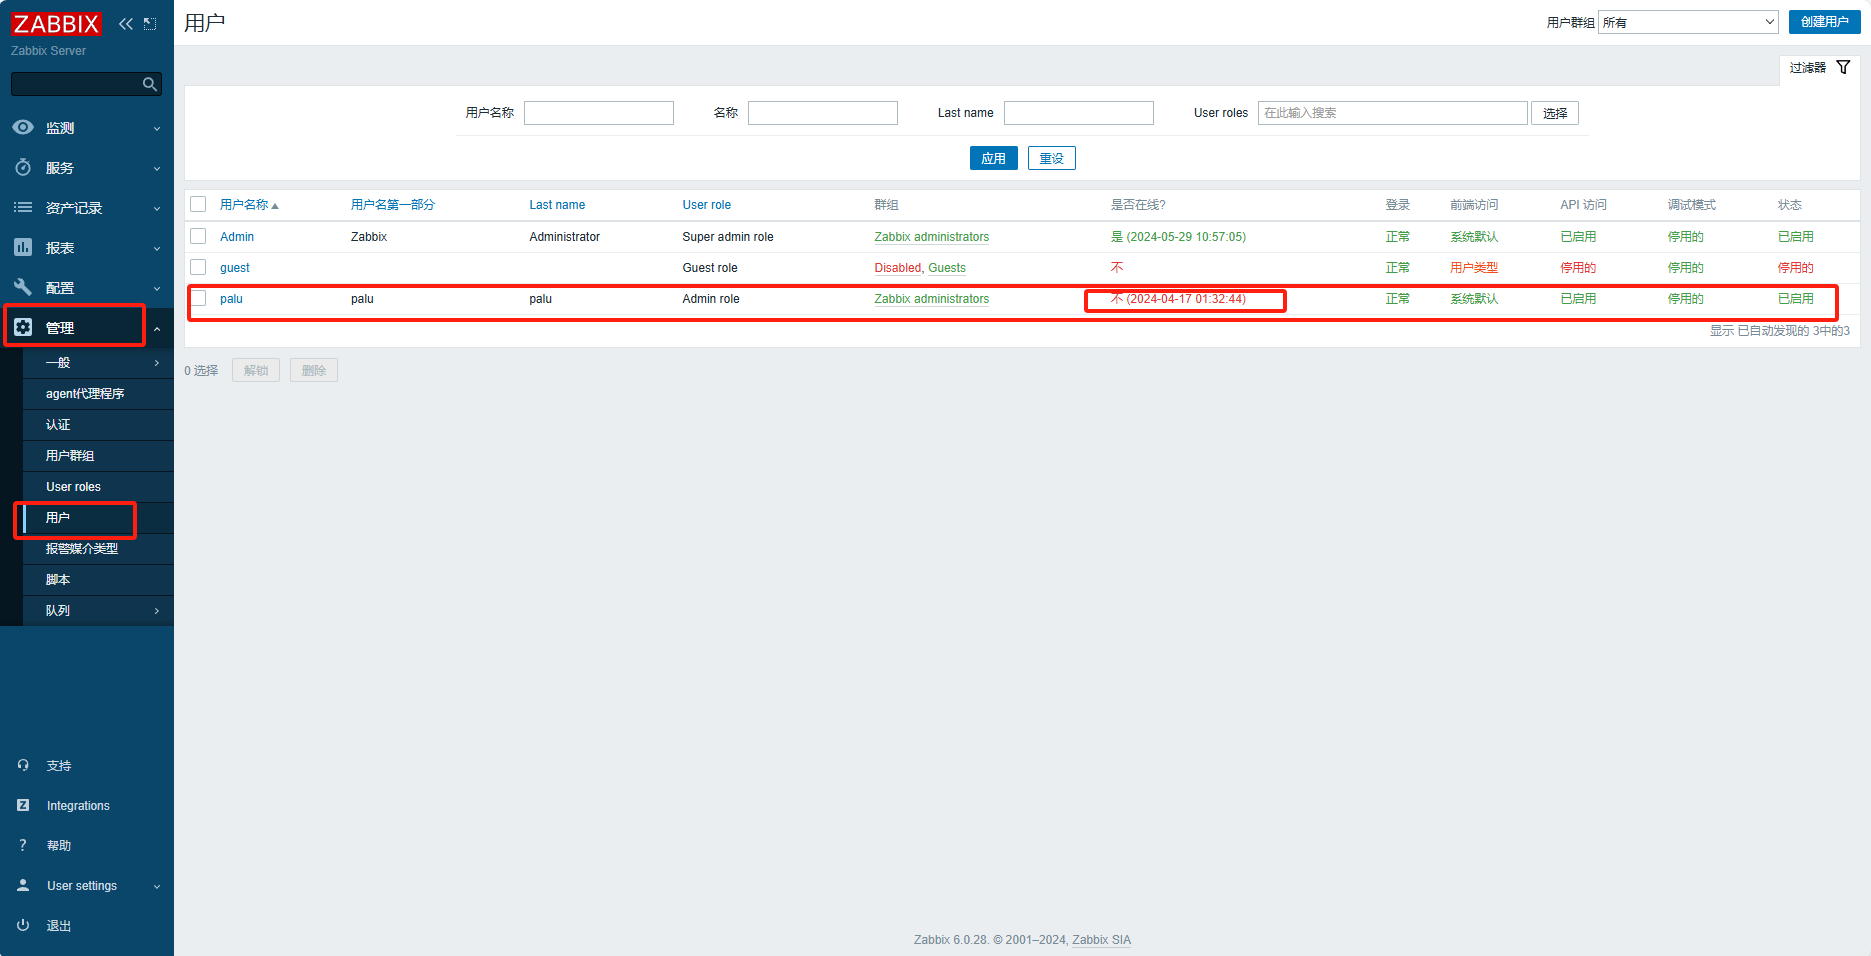 ZABBIX
Zabbix Server
监测
服务
资产记录
报表
配置
管理
一般
agent代理程序
认证
用户群组
User roles
用户
报警媒介类型
脚本
队列
支持
Integrations
帮助
User settings
退出
用户
用户群组 所有 创建用户
过滤器
用户名称 名称 Last name User roles 在此输入搜索 选择
应用 重设
用户名称 用户名第一部分 Last name User role 群组 是否在线? 登录 前端访问 API 访问 调试模式 状态
Admin Zabbix Administrator Super admin role Zabbix administrators 是 (2024-05-29 10:57:05) 正常 系统默认 已启用 停用的 已启用
guest Guest role Disabled, Guests 不 正常 用户类型 停用的 停用的 停用的
palu palu palu Admin role Zabbix administrators 不 (2024-04-17 01:32:44) 正常 系统默认 已启用 停用的 已启用
显示 已自动发现的 3中的3
0 选择 解锁 删除
Zabbix 6.0.28. © 2001–2024, Zabbix SIA